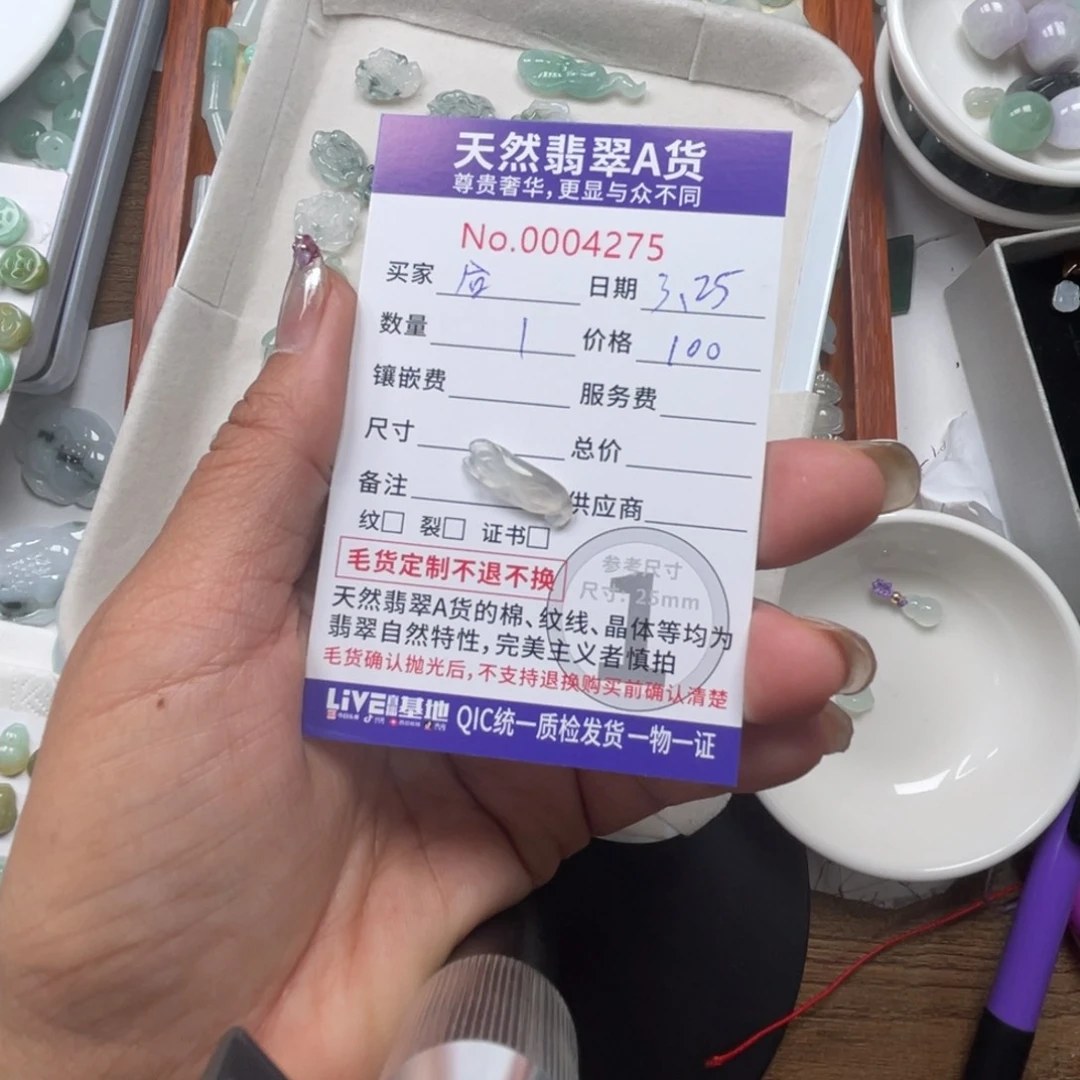 天然翡翠A货
尊贵奢华，更显与众不同
No.0004275
买家 应 日期 3、25
数量 1 价格 100
镶嵌费 服务费
尺寸 总价
备注 供应商
纹□ 裂□ 证书□
参考尺寸
尺寸: 25mm
1
毛货定制不退不换
天然翡翠A货的棉、纹线、晶体等均为
翡翠自然特性，完美主义者慎拍
毛货确认抛光后，不支持退换购买前确认清楚
LiVE直播基地 QIC统一质检发货一物一证